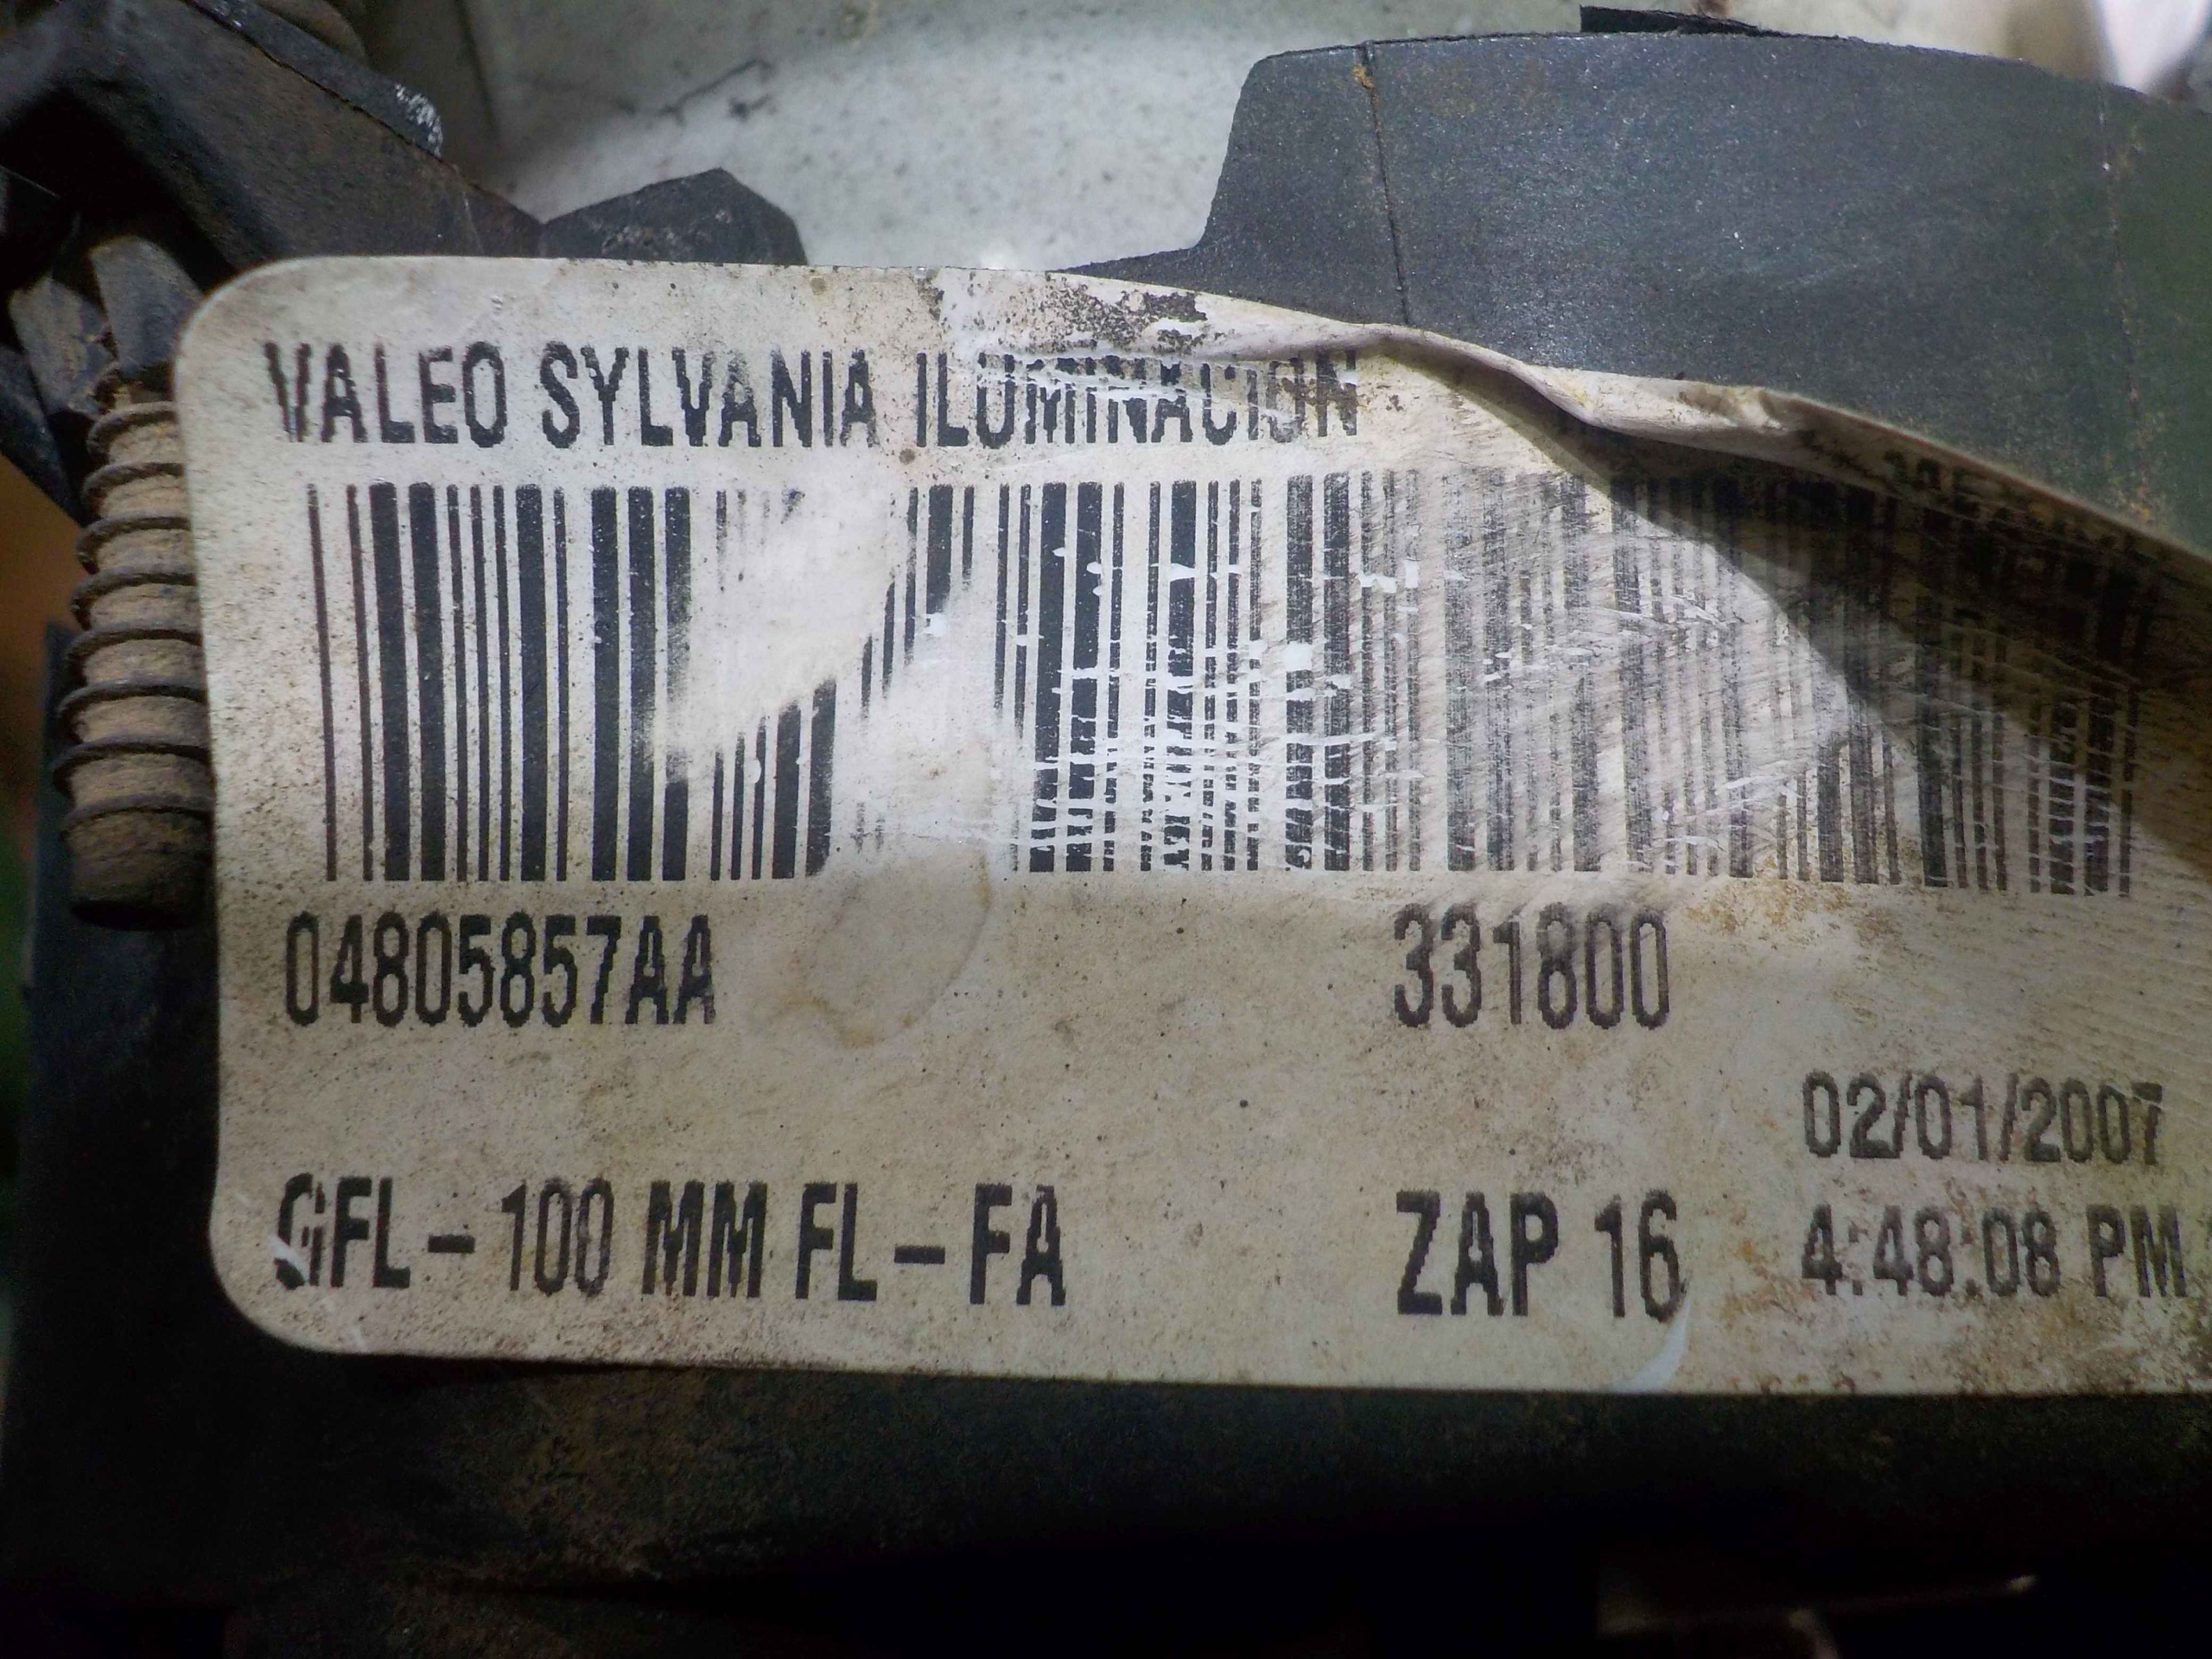 VALEO SYLVANIA ILUMINACION
04805857AA 331800
02/01/2007
GFL - 100 MM FL - FA ZAP 16 4:48:08 PM